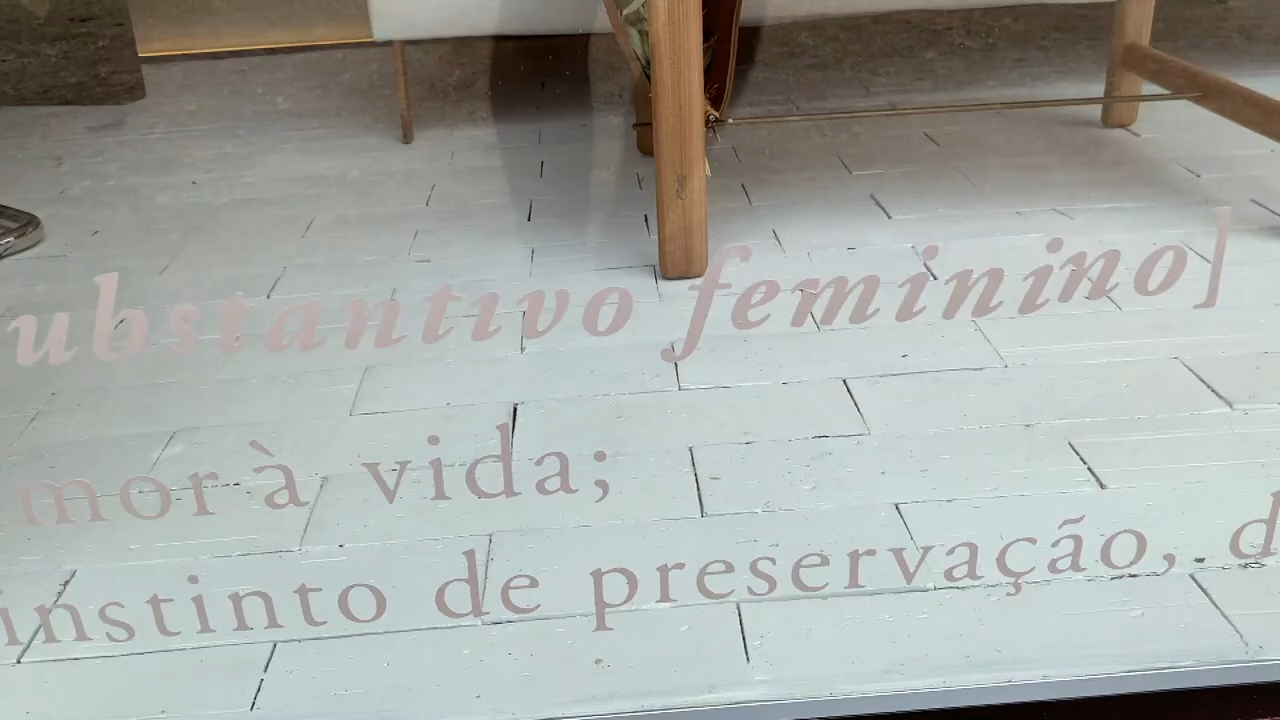 ubstantivo feminino]
mor à vida;
instinto de preservação, d